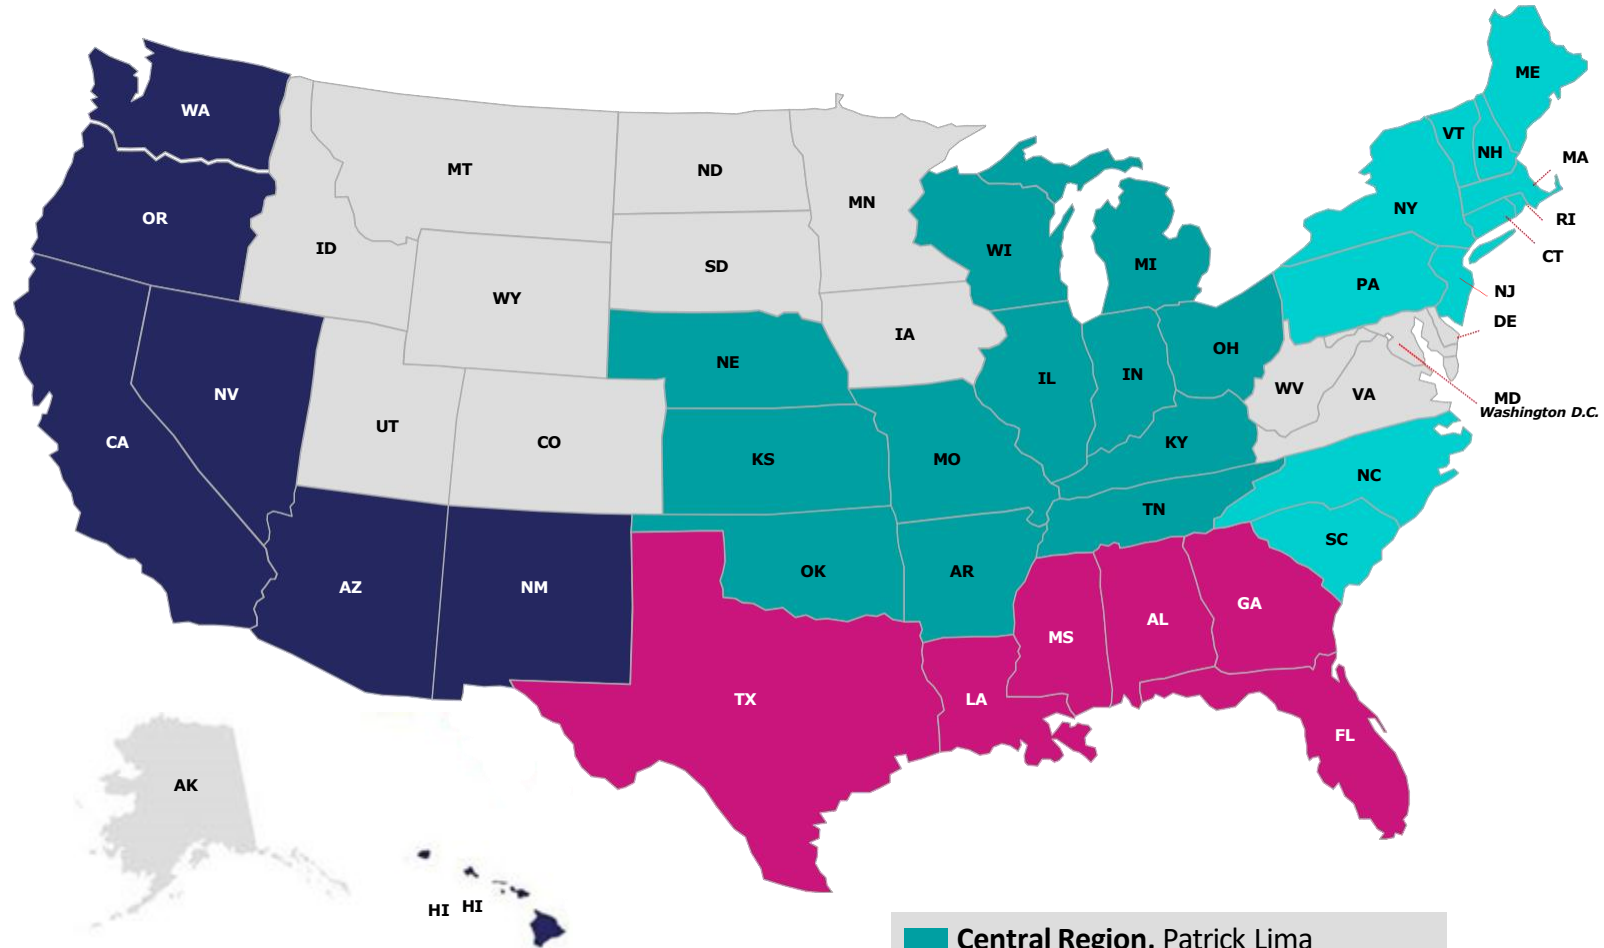 ME
WA
VT
NH
MA
MT
ND
MN
NY
RI
OR
ID
SD
WI
MI
CT
WY
PA
NJ
DE
IA
NE
OH
IL
IN
NV
UT
CO
WV
VA
MD
Washington D.C.
CA
KS
MO
KY
NC
TN
SC
AZ
NM
OK
AR
GA
MS
AL
TX
LA
FL
AK
HI HI
Central Region, Patrick Lima